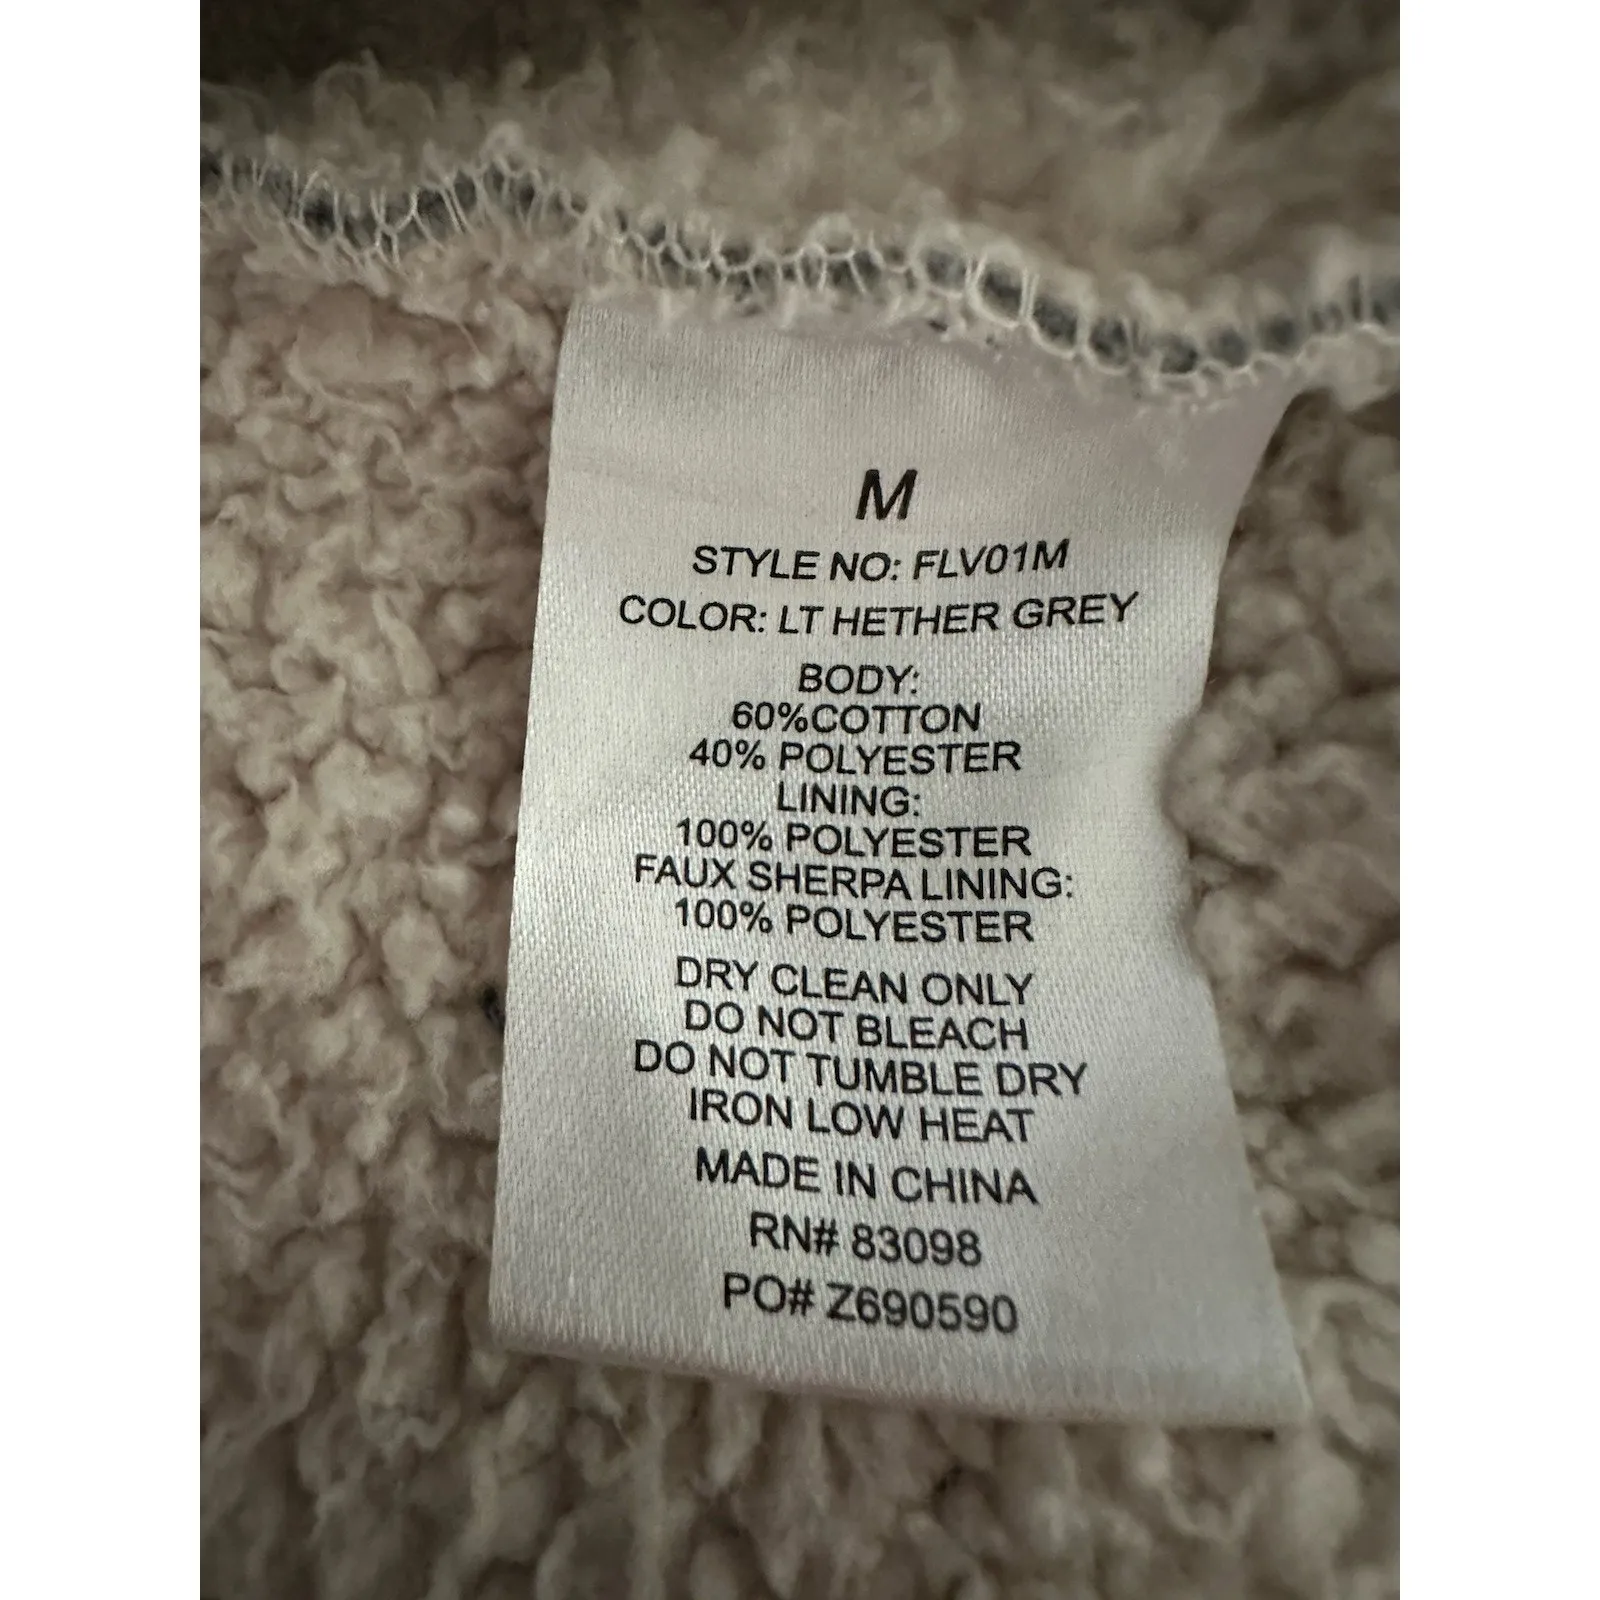 M
STYLE NO: FLV01M
COLOR: LT HETHER GREY
BODY:
60%COTTON
40% POLYESTER
LINING:
100% POLYESTER
FAUX SHERPA LINING:
100% POLYESTER
DRY CLEAN ONLY
DO NOT BLEACH
DO NOT TUMBLE DRY
IRON LOW HEAT
MADE IN CHINA
RN# 83098
PO# Z690590